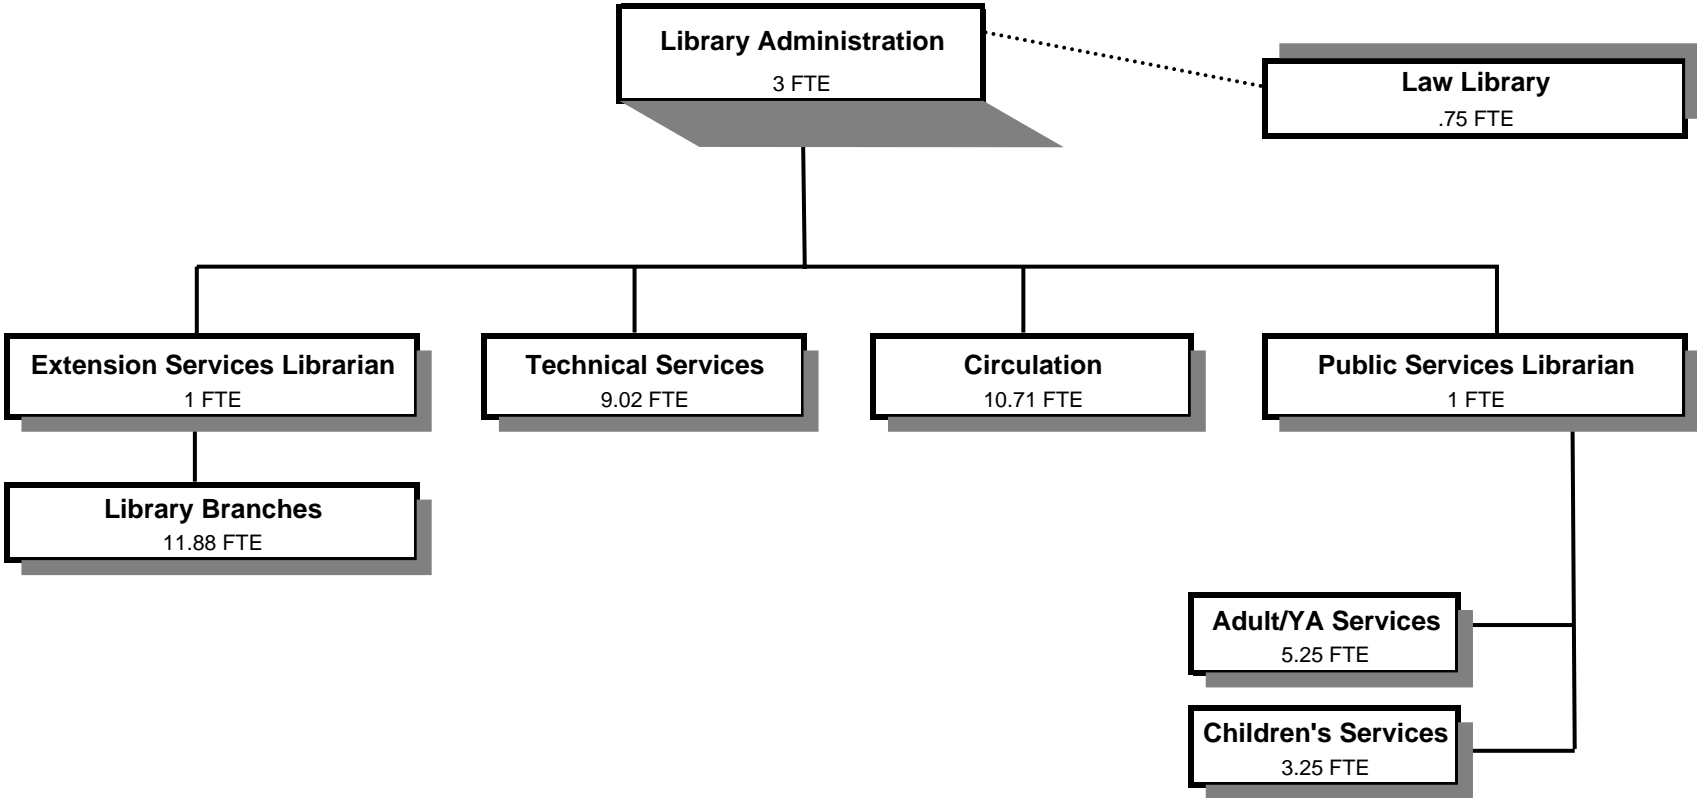 Library Administration
3 FTE
Law Library
.75 FTE
Extension Services Librarian
1 FTE
Technical Services
9.02 FTE
Circulation
10.71 FTE
Public Services Librarian
1 FTE
Library Branches
11.88 FTE
Adult/YA Services
5.25 FTE
Children's Services
3.25 FTE